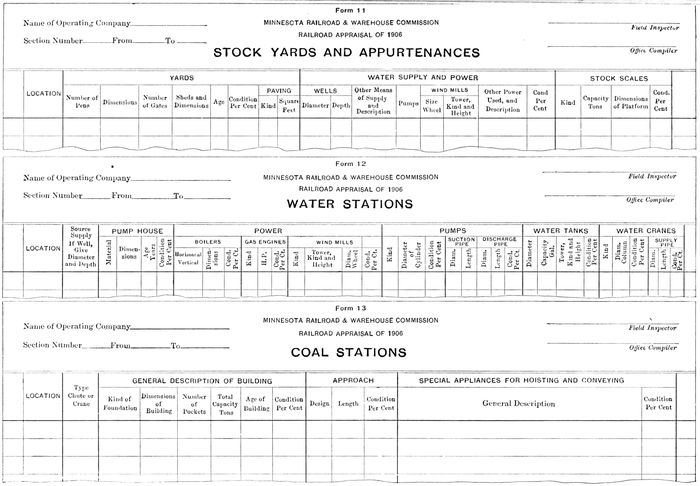 Form 11
Name of Operating Company MINNESOTA RAILROAD & WAREHOUSE COMMISSION
Field Inspector
Section Number From To RAILROAD APPRAISAL OF 1906
STOCK YARDS AND APPURTENANCES
Office Compiler
LOCATION YARDS WATER SUPPLY AND POWER STOCK SCALES
Number of Pens Dimensions Number of Gates Sheds and Dimensions Age Condition Per Cent PAVING Kind Square Feet WELLS Diameter Depth Other Means of Supply and Description Pumps WIND MILLS Size Wheel Tower, Kind and Height Other Power Used, and Description Cond Per Cent Kind Capacity Tons Dimensions of Platform Cond. Per Cent
Form 12
Name of Operating Company MINNESOTA RAILROAD & WAREHOUSE COMMISSION
Field Inspector
Section Number From To RAILROAD APPRAISAL OF 1906
WATER STATIONS
Office Compiler
LOCATION Source Supply If Well, Give Diameter and Depth PUMP HOUSE POWER PUMPS WATER TANKS WATER CRANES
Material Dimensions Age Years Condition Per Cent BOILERS Horizontal Vertical Dimensions Cond. Per Ct. GAS ENGINES Kind H.P. Cond. Per Ct. WIND MILLS Tower, Kind and Height Diam. Wheel Cond. Per Ct. Kind Diameter of Cylinder Condition Per Cent SUCTION PIPE Diam. Length DISCHARGE PIPE Diam. Length Cond. Per Ct. Diameter Capacity Gal. Tower, Kind and Height Condition Per Cent Kind Diam. Column Condition Per Cent SUPPLY PIPE Diam. Length Cond. Per Ct.
Form 13
Name of Operating Company MINNESOTA RAILROAD & WAREHOUSE COMMISSION
Field Inspector
Section Number From To RAILROAD APPRAISAL OF 1906
COAL STATIONS
Office Compiler
LOCATION Type Chute or Crane GENERAL DESCRIPTION OF BUILDING APPROACH SPECIAL APPLIANCES FOR HOISTING AND CONVEYING
Kind of Foundation Dimensions of Building Number of Pockets Total Capacity Tons Age of Building Condition Per Cent Design Length Condition Per Cent General Description Condition Per Cent